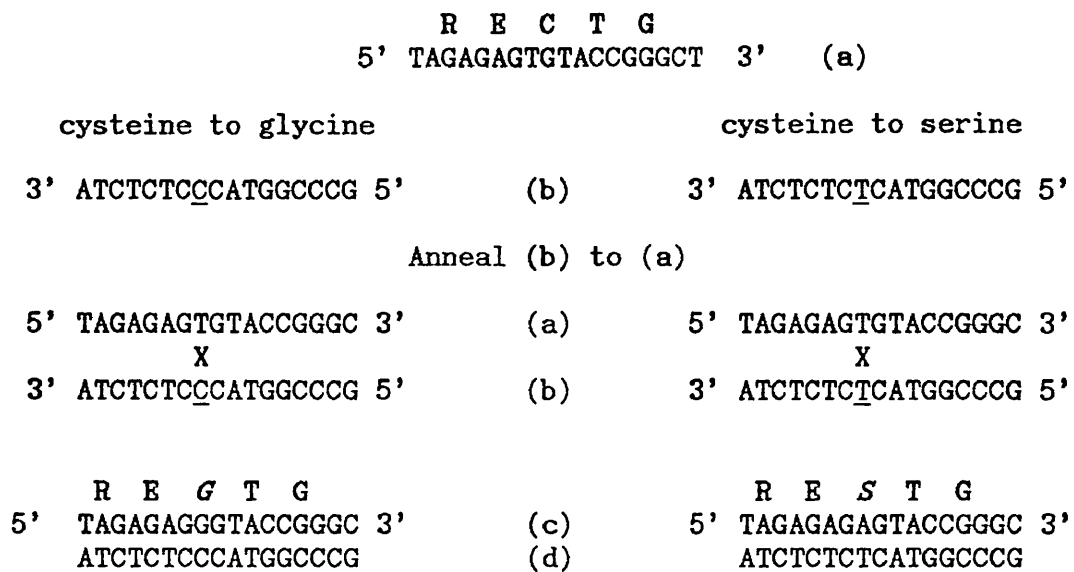 R E C T G
5' TAGAGAGTGTACCGGGCT 3' (a)
cysteine to glycine cysteine to serine
3' ATCTCTCCCATGGCCCG 5' (b) 3' ATCTCTCTCATGGCCCG 5'
Anneal (b) to (a)
5' TAGAGAGTGTACCGGGC 3' (a) 5' TAGAGAGTGTACCGGGC 3'
X X
3' ATCTCTCCCATGGCCCG 5' (b) 3' ATCTCTCTCATGGCCCG 5'
R E G T G R E S T G
5' TAGAGAGGGTACCGGGC 3' (c) 5' TAGAGAGAGTACCGGGC 3'
ATCTCTCCCATGGCCCG (d) ATCTCTCTCATGGCCCG